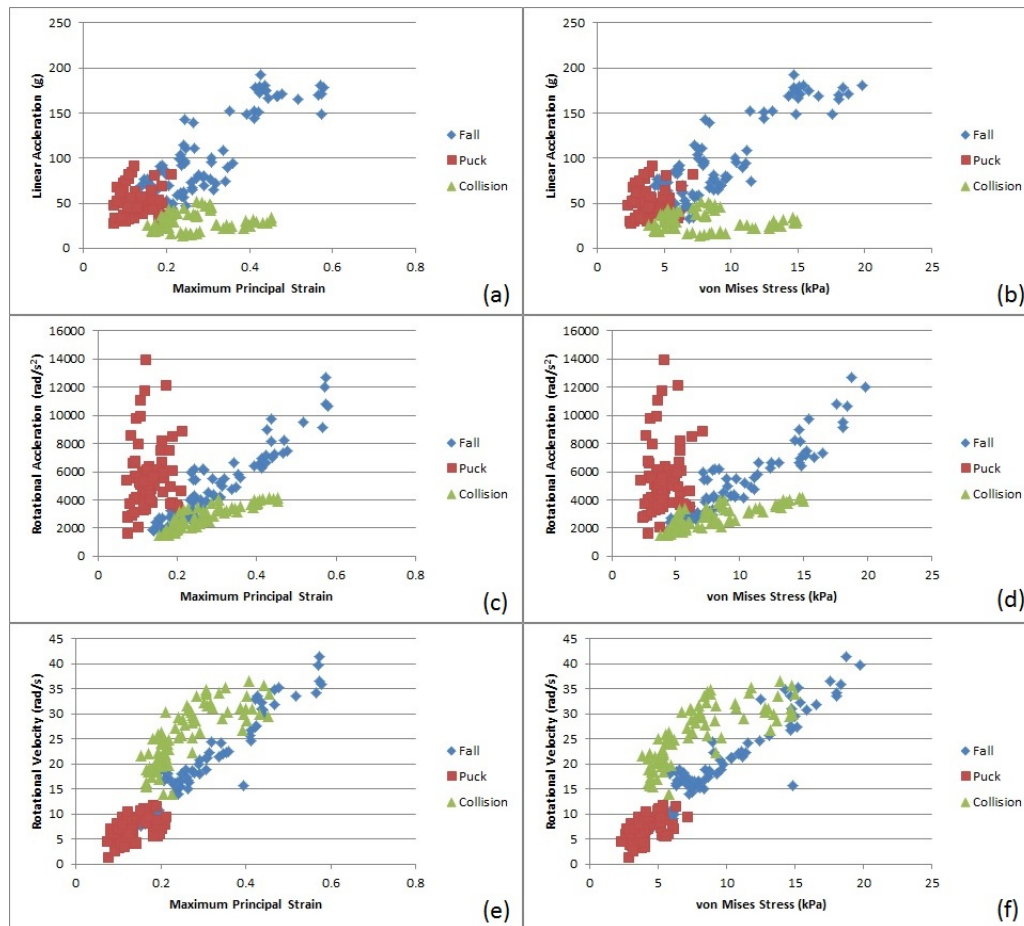 Linear Accleration (g)
250
200
150
100
50
0
0
0.2
0.4
0.6
0.8
Maximum Principal Strain
Fall
Puck
Collision
(a)
Linear Accleration (g)
250
200
150
100
50
0
0
5
10
15
20
25
von Mises Stress (kPa)
Fall
Puck
Collision
(b)
Rotational Accleration (rad/s²)
16000
14000
12000
10000
8000
6000
4000
2000
0
0
0.2
0.4
0.6
0.8
Maximum Principal Strain
Fall
Puck
Collision
(c)
Rotational Accleration (rad/s²)
16000
14000
12000
10000
8000
6000
4000
2000
0
0
5
10
15
20
25
von Mises Stress (kPa)
Fall
Puck
Collision
(d)
Rotational Velocity (rad/s)
45
40
35
30
25
20
15
10
5
0
0
0.2
0.4
0.6
0.8
Maximum Principal Strain
Fall
Puck
Collision
(e)
Rotational Velocity (rad/s)
45
40
35
30
25
20
15
10
5
0
0
5
10
15
20
25
von Mises Stress (kPa)
Fall
Puck
Collision
(f)